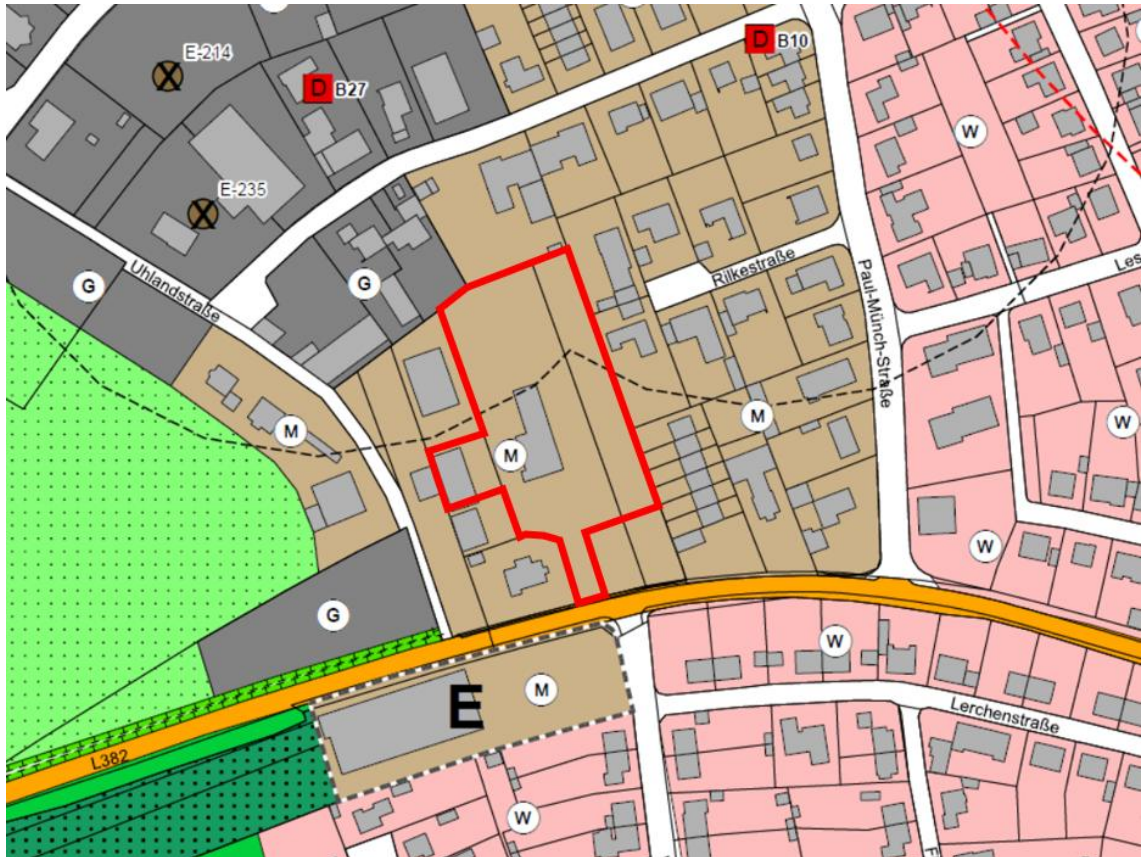 E-214
X
D
B27
D
B10
W
E-235
X
G
G
Uhlandstraße
Rilkestraße
Les
Paul-Münch-Straße
M
M
M
W
W
G
W
M
E
Lerchenstraße
L382
W
F